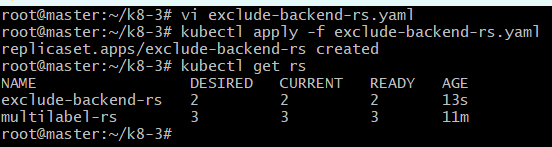 root@master:~/k8-3# vi exclude-backend-rs.yaml
root@master:~/k8-3# kubectl apply -f exclude-backend-rs.yaml
replicaset.apps/exclude-backend-rs created
root@master:~/k8-3# kubectl get rs
NAME DESIRED CURRENT READY AGE
exclude-backend-rs 2 2 2 13s
multilabel-rs 3 3 3 11m
root@master:~/k8-3#